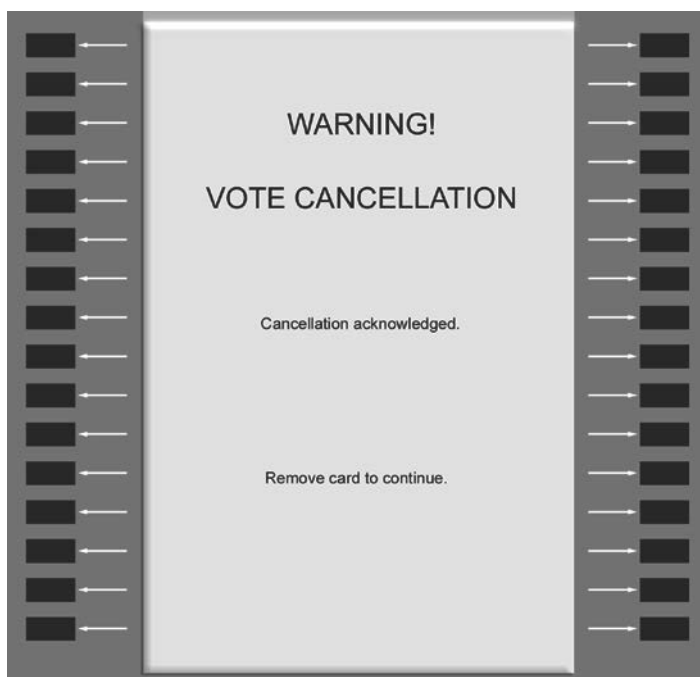 WARNING!
VOTE CANCELLATION
Cancellation acknowledged.
Remove card to continue.